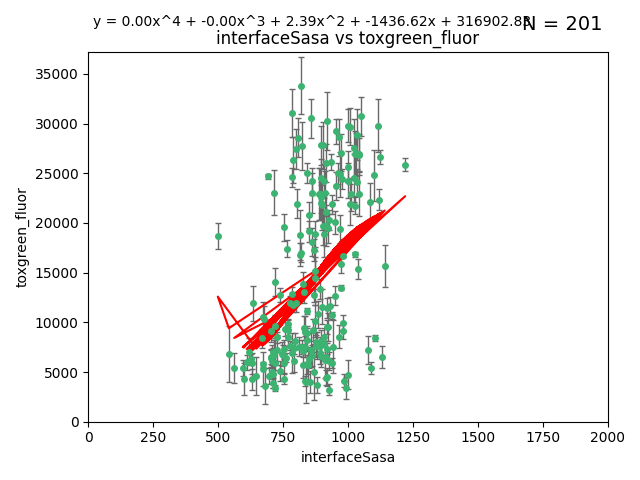 y = 0.00x^4 + -0.00x^3 + 2.39x^2 + -1436.62x + 316902.88
N = 201
interfaceSasa vs toxgreen_fluor
35000
30000
25000
20000
15000
10000
5000
0
toxgreen_fluor
0 250 500 750 1000 1250 1500 1750 2000
interfaceSasa